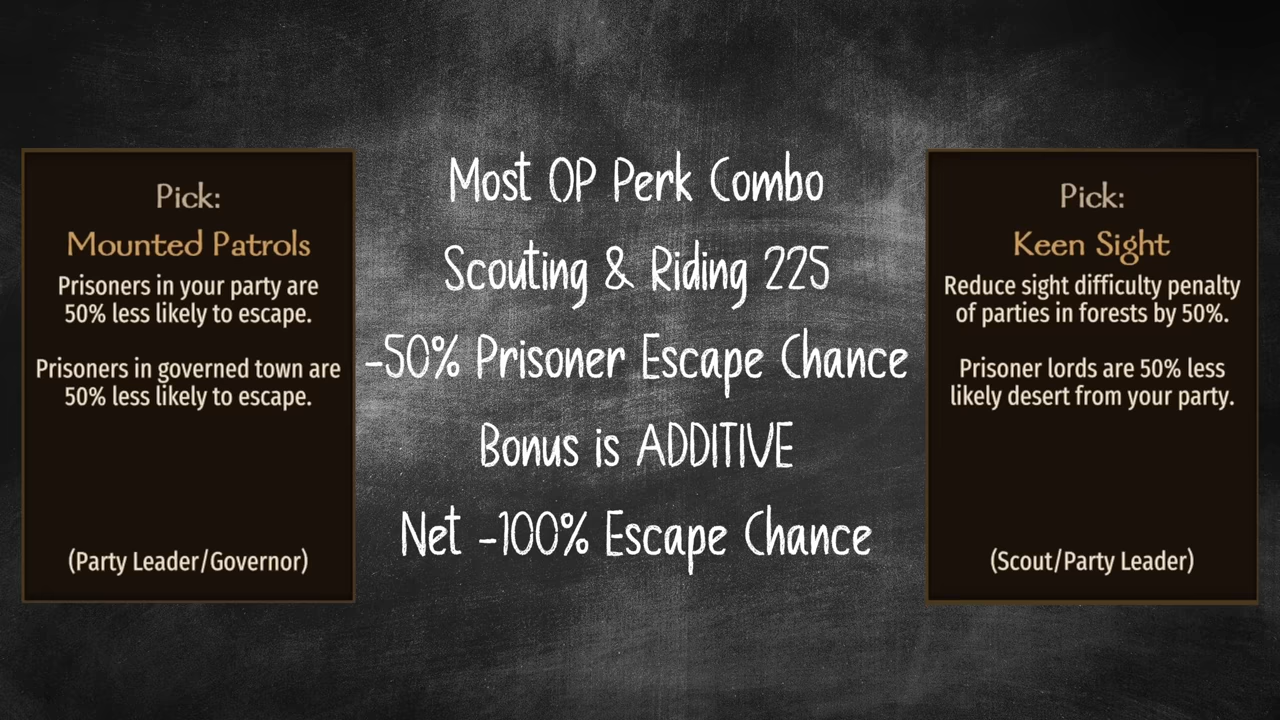 Pick:
Mounted Patrols
Prisoners in your party are
50% less likely to escape.
Prisoners in governed town are
50% less likely to escape.
(Party Leader/Governor)
Most OP Perk Combo
Scouting & Riding 225
-50% Prisoner Escape Chance
Bonus is ADDITIVE
Net -100% Escape Chance
Pick:
Keen Sight
Reduce sight difficulty penalty
of parties in forests by 50%.
Prisoner lords are 50% less
likely desert from your party.
(Scout/Party Leader)